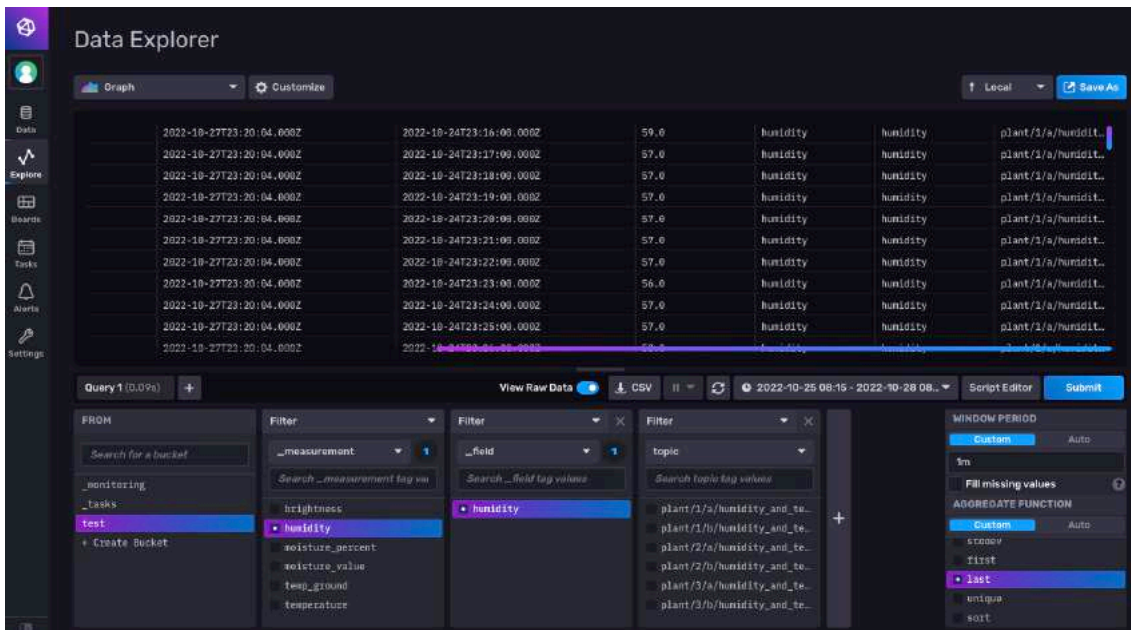 Data Explorer
Graph
Customize
Local
Save As
Data
Explore
Boards
Tasks
Alerts
Settings
2022-10-27T23:20:04.000Z 2022-10-24T23:16:00.000Z 59.0 humidity humidity plant/1/a/humidit…
2022-10-27T23:20:04.000Z 2022-10-24T23:17:00.000Z 57.0 humidity humidity plant/1/a/humidit…
2022-10-27T23:20:04.000Z 2022-10-24T23:18:00.000Z 57.0 humidity humidity plant/1/a/humidit…
2022-10-27T23:20:04.000Z 2022-10-24T23:19:00.000Z 57.0 humidity humidity plant/1/a/humidit…
2022-10-27T23:20:04.000Z 2022-10-24T23:20:00.000Z 57.0 humidity humidity plant/1/a/humidit…
2022-10-27T23:20:04.000Z 2022-10-24T23:21:00.000Z 57.0 humidity humidity plant/1/a/humidit…
2022-10-27T23:20:04.000Z 2022-10-24T23:22:00.000Z 57.0 humidity humidity plant/1/a/humidit…
2022-10-27T23:20:04.000Z 2022-10-24T23:23:00.000Z 56.0 humidity humidity plant/1/a/humidit…
2022-10-27T23:20:04.000Z 2022-10-24T23:24:00.000Z 57.0 humidity humidity plant/1/a/humidit…
2022-10-27T23:20:04.000Z 2022-10-24T23:25:00.000Z 57.0 humidity humidity plant/1/a/humidit…
2022-10-27T23:20:04.000Z
Query 1 (0.09s)
+
View Raw Data
CSV
2022-10-25 08:15 - 2022-10-28 08…
Script Editor
Submit
FROM
Search for a bucket
_monitoring
_tasks
test
+ Create Bucket
Filter
_measurement 1
Search _measurement tag val
brightness
humidity
moisture_percent
moisture_value
temp_ground
temperature
Filter
_field 1
Search _field tag values
humidity
Filter
topic
Search topic tag values
plant/1/a/humidity_and_te…
plant/1/b/humidity_and_te…
plant/2/a/humidity_and_te…
plant/2/b/humidity_and_te…
plant/3/a/humidity_and_te…
plant/3/b/humidity_and_te…
+
WINDOW PERIOD
Custom Auto
1m
Fill missing values ?
AGGREGATE FUNCTION
Custom Auto
stddev
first
last
unique
sort